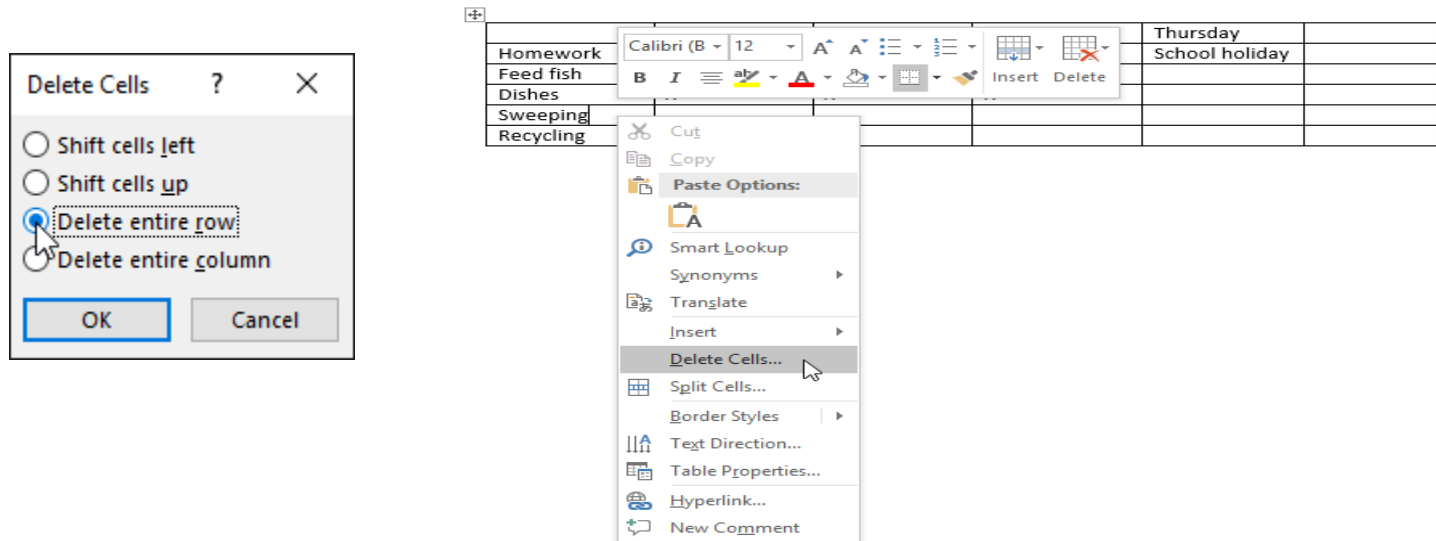 Delete Cells ? X
Shift cells left
Shift cells up
Delete entire row
Delete entire column
OK Cancel
Thursday
Homework School holiday
Feed fish
Dishes
Sweeping
Recycling
Calibri (B 12 A A
B I ab A Insert Delete
Cut
Copy
Paste Options:
A
Smart Lookup
Synonyms
Translate
Insert
Delete Cells...
Split Cells...
Border Styles
Text Direction...
Table Properties...
Hyperlink...
New Comment